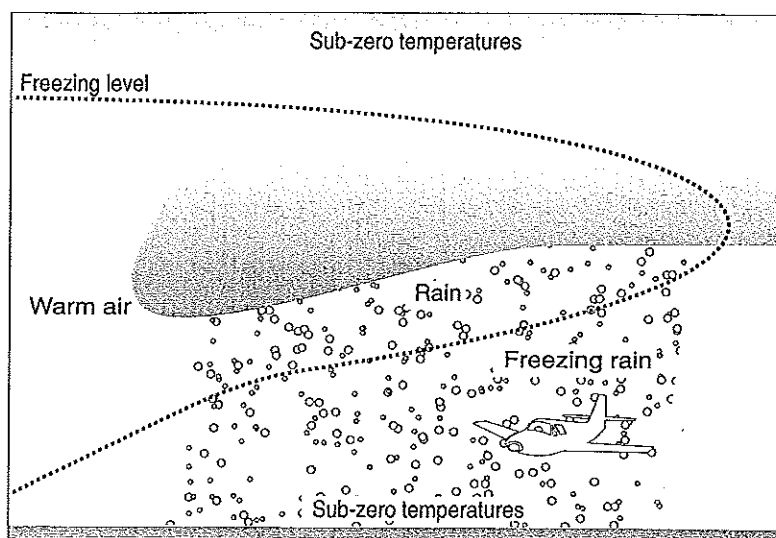 Sub-zero temperatures
Freezing level
Warm air
Rain
Freezing rain
Sub-zero temperatures